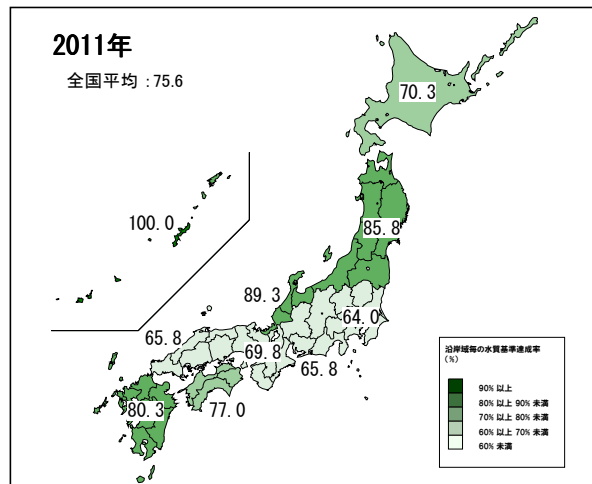 2011年
全国平均 :75.6
70.3
100.0
85.8
89.3
64.0
65.8
69.8
65.8
80.3
77.0
沿岸域毎の水質基準達成率
(%)
90% 以上
80% 以上 90% 未満
70% 以上 80% 未満
60% 以上 70% 未満
60% 未満